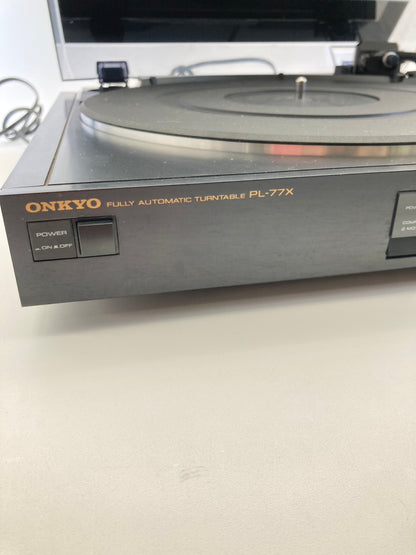 ONKYO FULLY AUTOMATIC TURNTABLE PL-77X
POWER
ON OFF